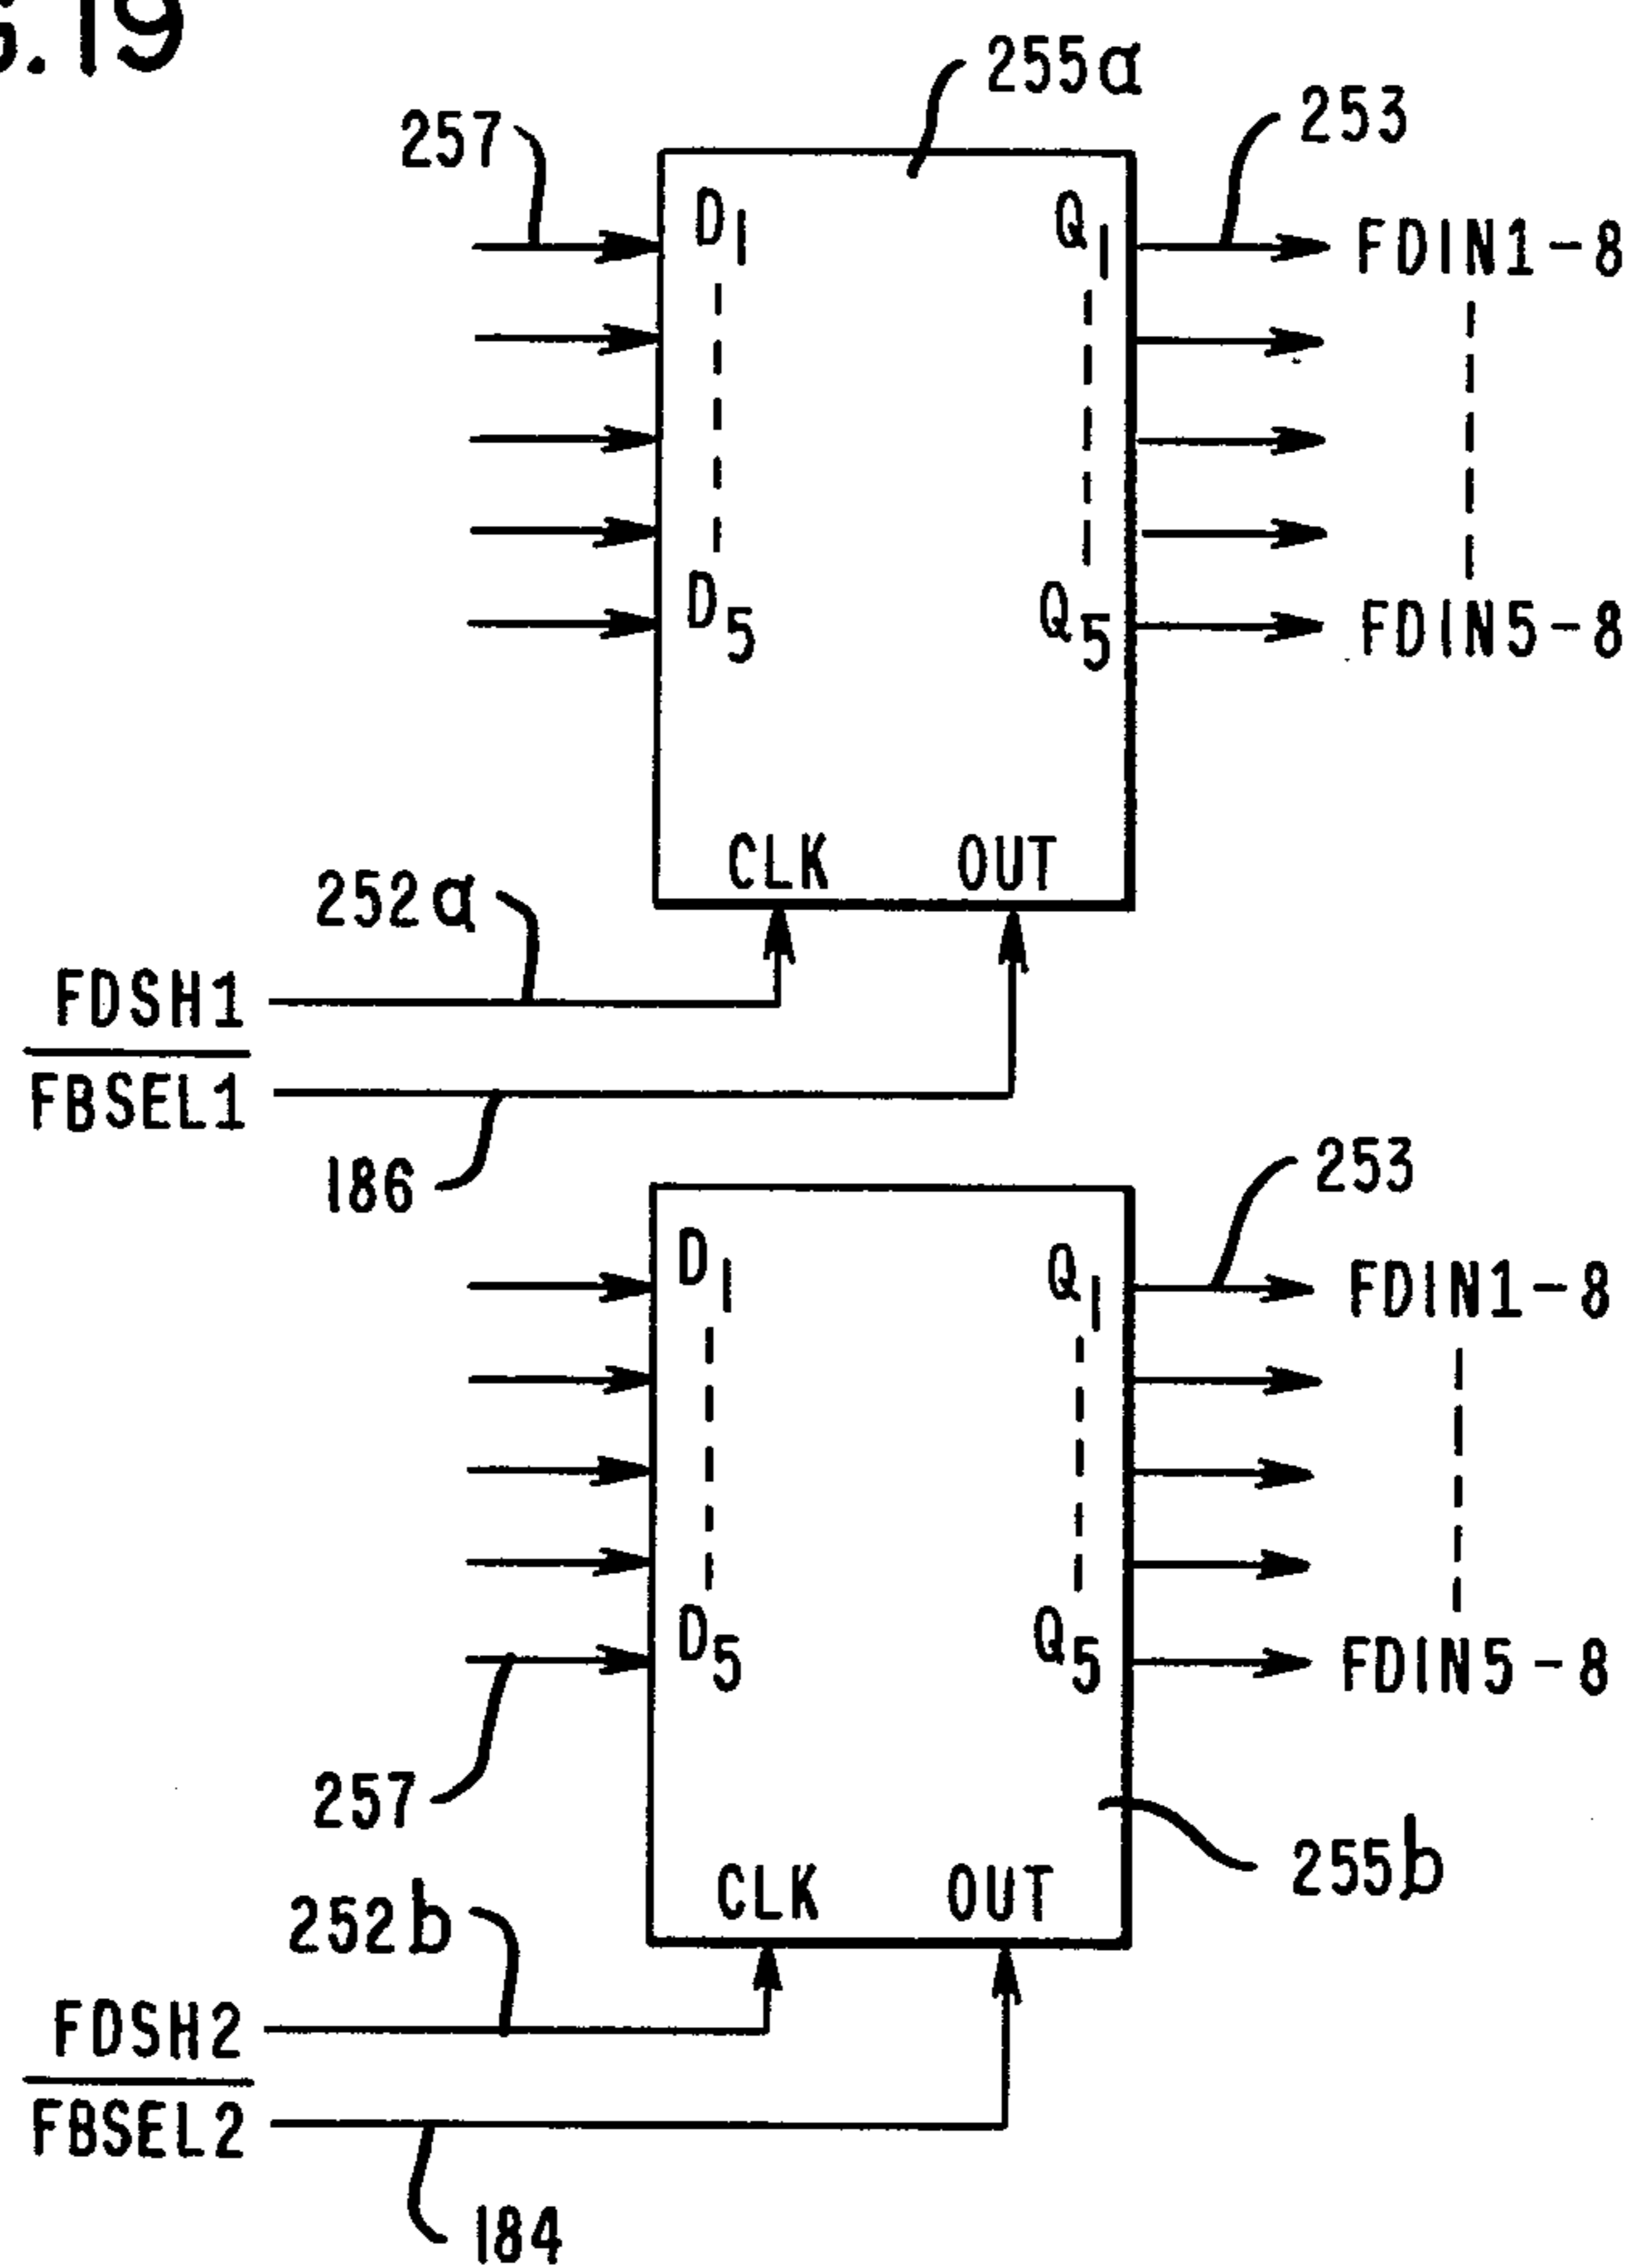 .19
255a
257
253
D1
Q1
FDIN1-8
D5
Q5
FDIN5-8
CLK
OUT
252a
FDSH1
FBSEL1
186
253
D1
Q1
FDIN1-8
D5
Q5
FDIN5-8
257
255b
CLK
OUT
252b
FDSH2
FBSEL2
184